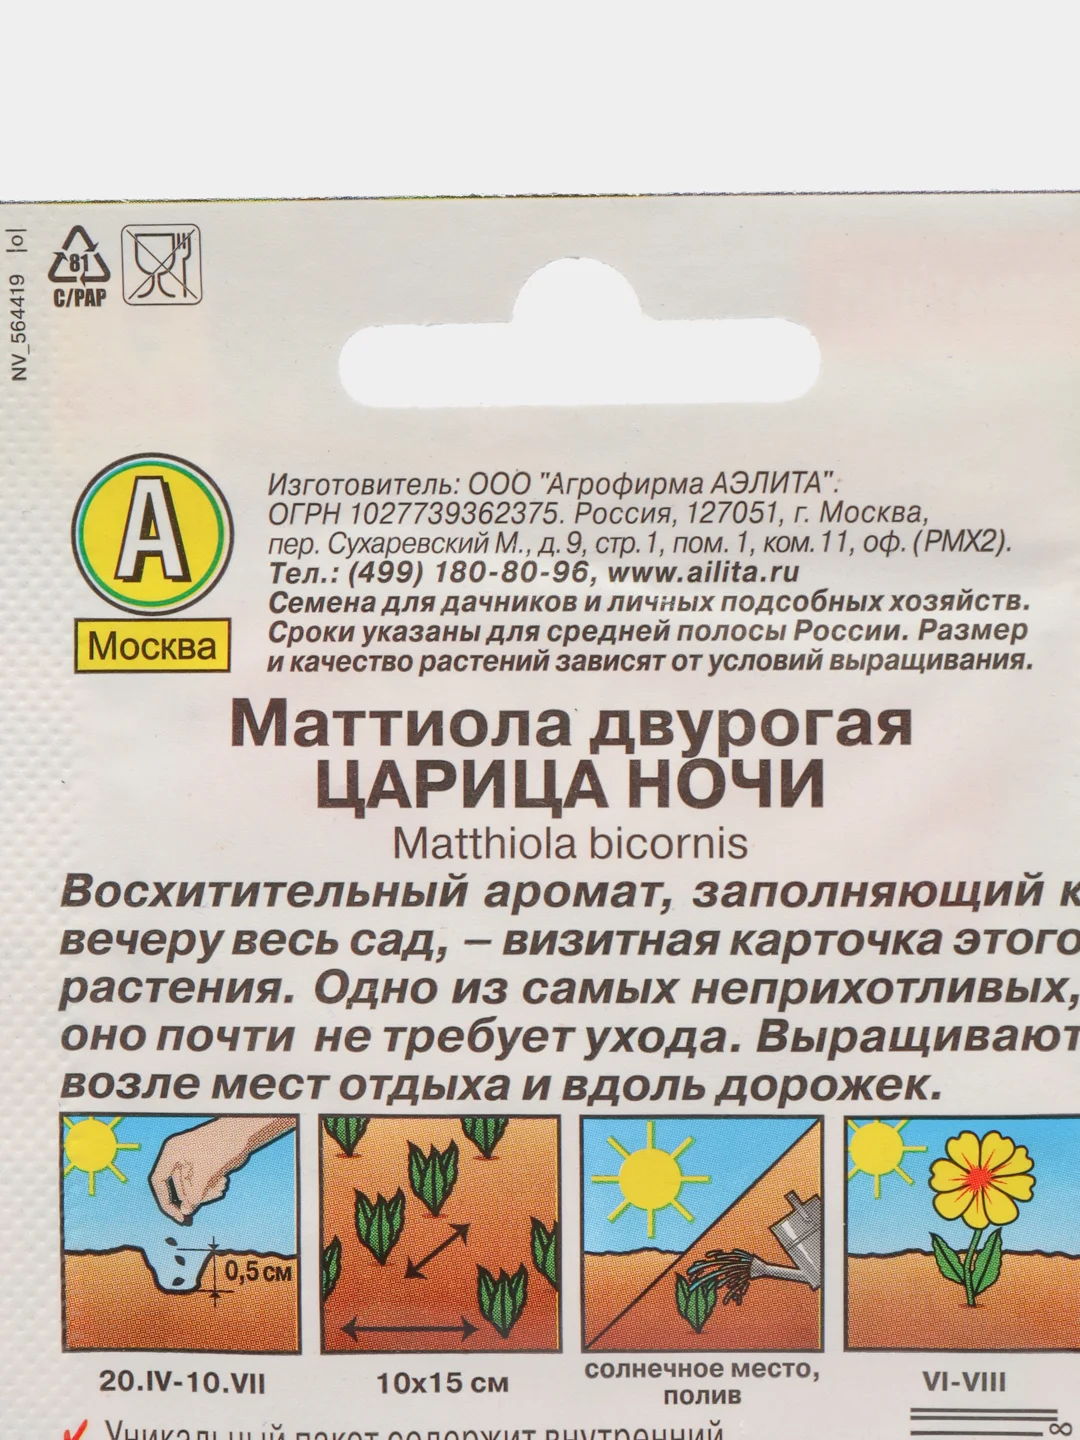 81
C/PAP
NV_564419 |o|
А
Москва
Изготовитель: ООО "Агрофирма АЭЛИТА".
ОГРН 1027739362375. Россия, 127051, г. Москва,
пер. Сухаревский М., д. 9, стр. 1, пом. 1, ком. 11, оф. (РМХ2).
Тел.: (499) 180-80-96, www.ailita.ru
Семена для дачников и личных подсобных хозяйств.
Сроки указаны для средней полосы России. Размер
и качество растений зависят от условий выращивания.
Маттиола двурогая
ЦАРИЦА НОЧИ
Matthiola bicornis
Восхитительный аромат, заполняющий к
вечеру весь сад, – визитная карточка этого
растения. Одно из самых неприхотливых,
оно почти не требует ухода. Выращивают
возле мест отдыха и вдоль дорожек.
0,5 см
20.IV-10.VII
10х15 см
солнечное место,
полив
VI-VIII
Уникальный пакет содержит внутренний
8